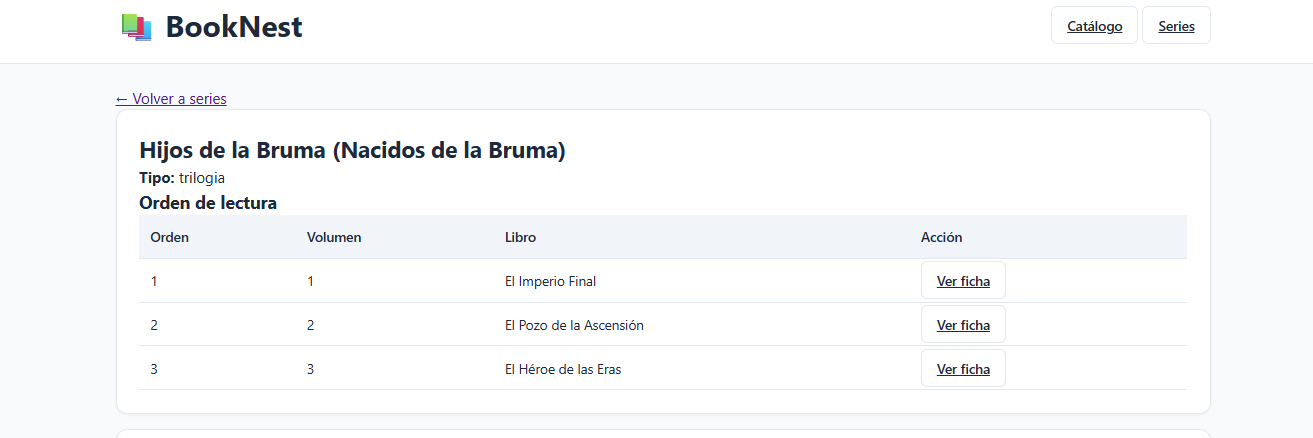 BookNest
Catálogo Series
← Volver a series
Hijos de la Bruma (Nacidos de la Bruma)
Tipo: trilogia
Orden de lectura
Orden Volumen Libro Acción
1 1 El Imperio Final Ver ficha
2 2 El Pozo de la Ascensión Ver ficha
3 3 El Héroe de las Eras Ver ficha